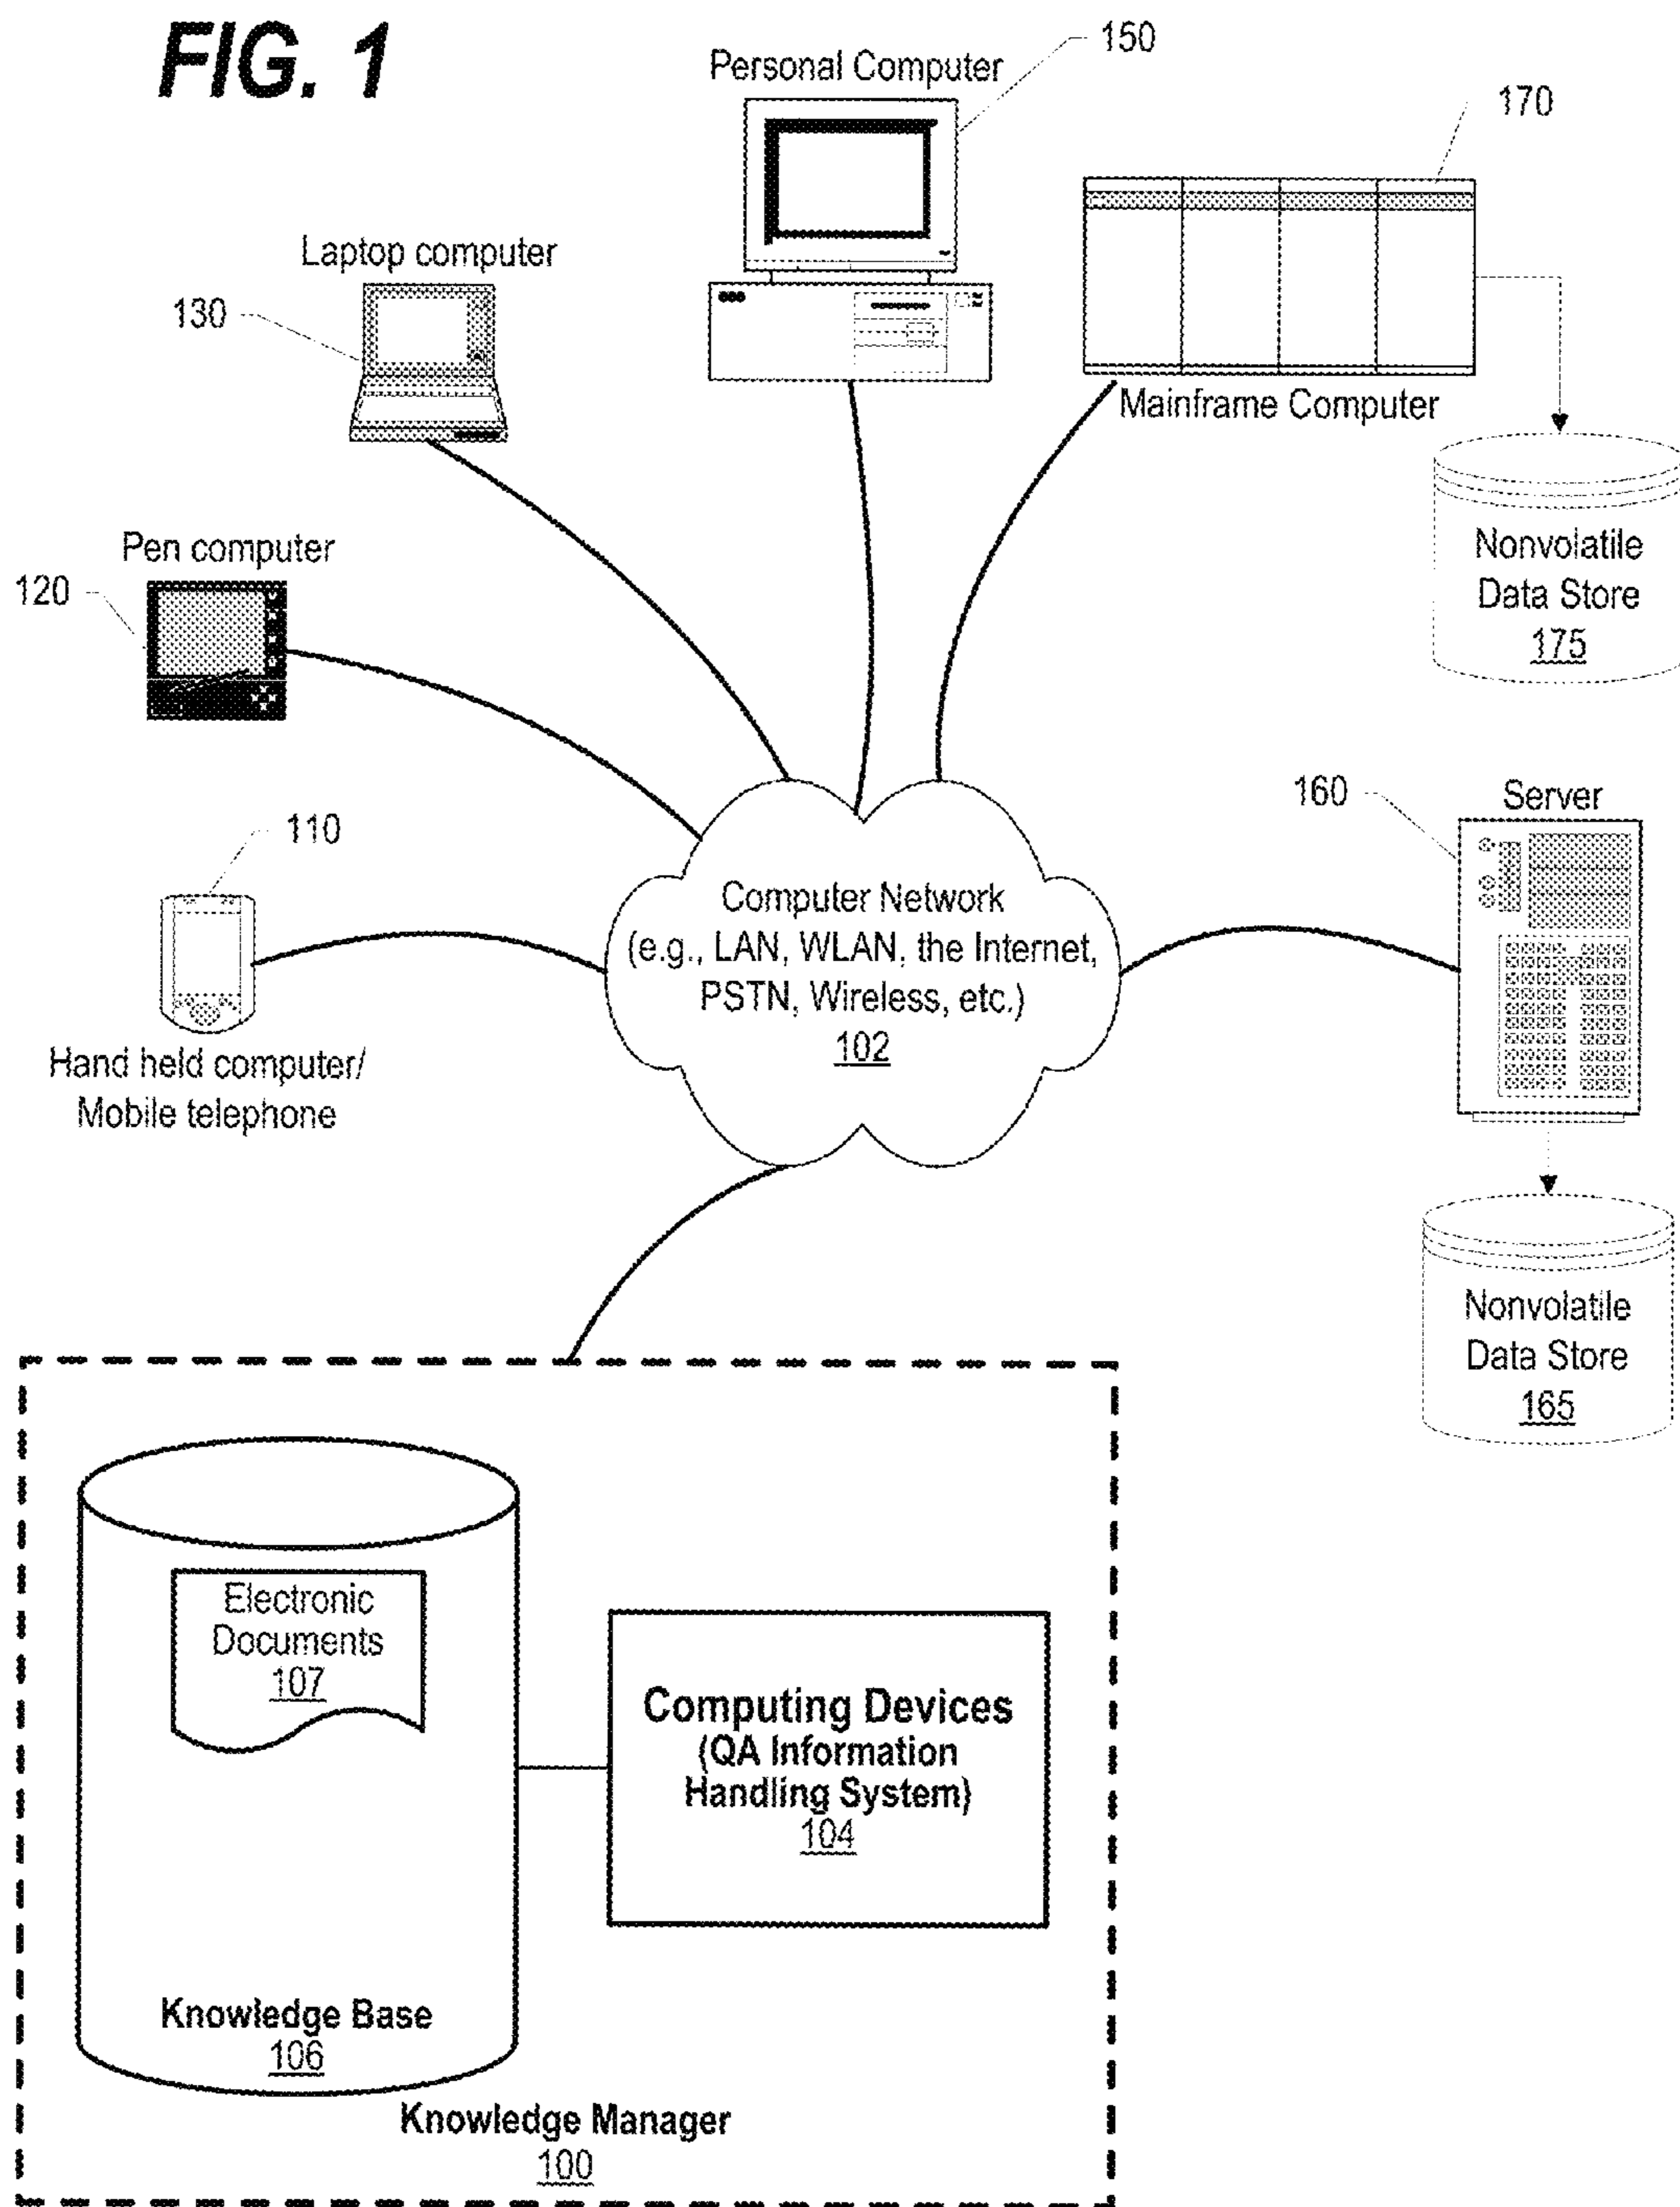 FIG. 1
150
Personal Computer
170
Laptop computer
130
Mainframe Computer
Nonvolatile
Data Store
175
Pen computer
120
160
Server
110
Computer Network
(e.g., LAN, WLAN, the Internet,
PSTN, Wireless, etc.)
102
Hand held computer/
Mobile telephone
Nonvolatile
Data Store
165
Electronic
Documents
107
Computing Devices
(QA Information
Handling System)
104
Knowledge Base
106
Knowledge Manager
100